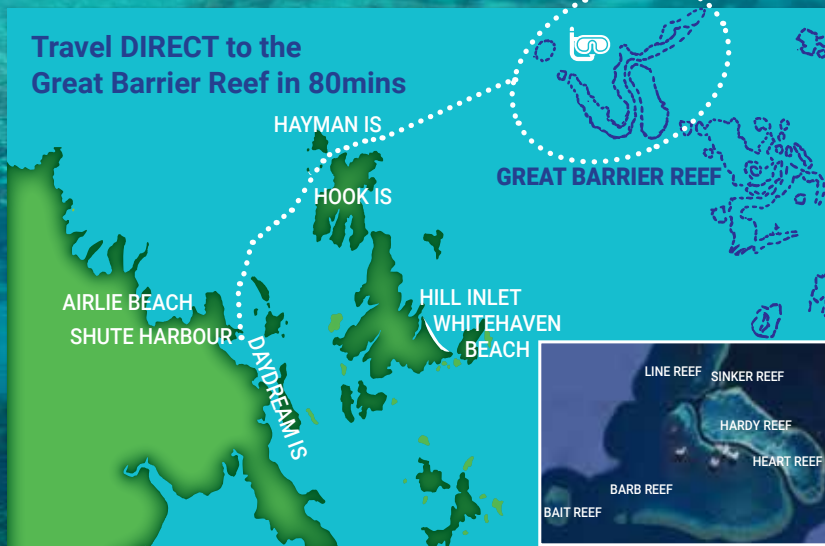 Travel DIRECT to the
Great Barrier Reef in 80mins
HAYMAN IS
GREAT BARRIER REEF
HOOK IS
AIRLIE BEACH
HILL INLET
WHITEHAVEN
BEACH
SHUTE HARBOUR
DAYDREAM IS
LINE REEF
SINKER REEF
HARDY REEF
HEART REEF
BARB REEF
BAIT REEF